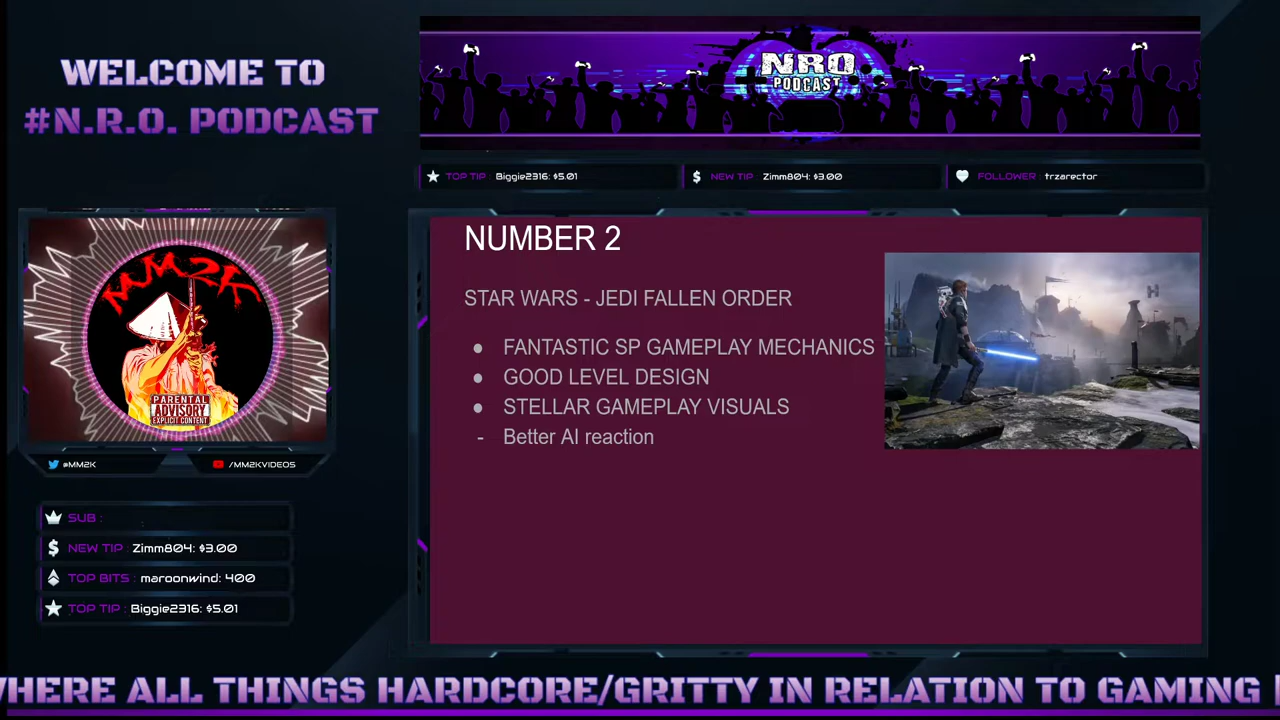 WELCOME TO
#N.R.O. PODCAST
NRO
PODCAST
TOP TIP : Biggie2316: $5.01
NEW TIP : Zimm804: $3.00
FOLLOWER : trzarector
MM2K
PARENTAL
ADVISORY
EXPLICIT CONTENT
@MM2K
/MM2KVIDEOS
SUB :
NEW TIP : Zimm804: $3.00
TOP BITS : maroonwind: 400
TOP TIP : Biggie2316: $5.01
NUMBER 2
STAR WARS - JEDI FALLEN ORDER
● FANTASTIC SP GAMEPLAY MECHANICS
● GOOD LEVEL DESIGN
● STELLAR GAMEPLAY VISUALS
- Better AI reaction
WHERE ALL THINGS HARDCORE/GRITTY IN RELATION TO GAMING